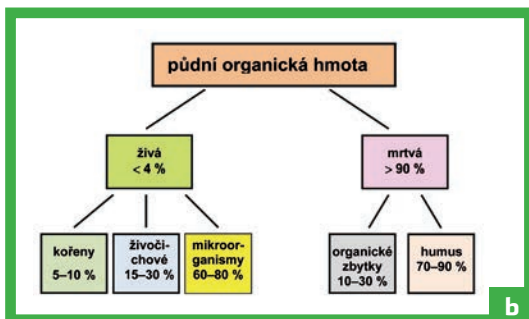 půdní organická hmota
živá
< 4 %
mrtvá
> 90 %
kořeny
5–10 %
živoči-
chové
15–30 %
mikroor-
ganismy
60–80 %
organické
zbytky
10–30 %
humus
70–90 %
b